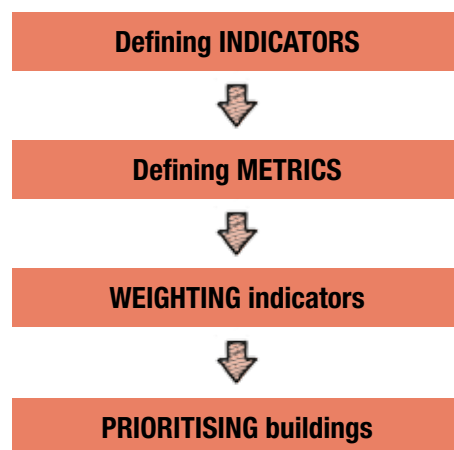 Defining INDICATORS
Defining METRICS
WEIGHTING indicators
PRIORITISING buildings